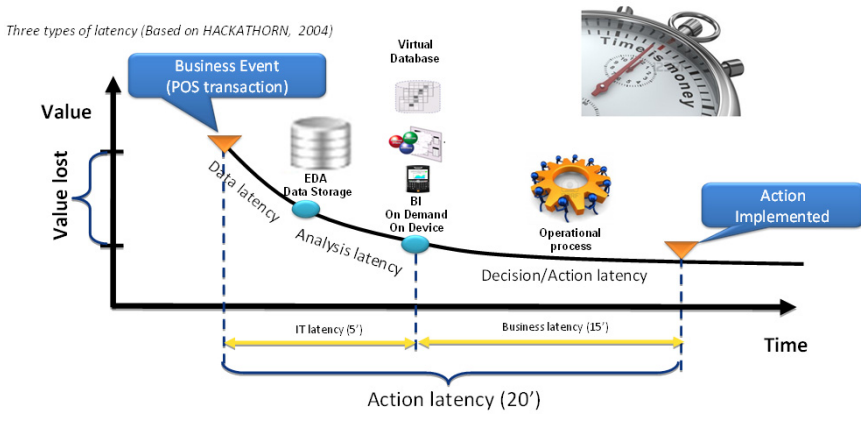 Three types of latency (Based on HACKATHORN, 2004)
Virtual
Database
Time is money
Business Event
(POS transaction)
Value
Value lost
Data latency
EDA
Data Storage
Analysis latency
BI
On Demand
On Device
Operational
process
Action
Implemented
Decision/Action latency
IT latency (5’)
Business latency (15’)
Time
Action latency (20’)